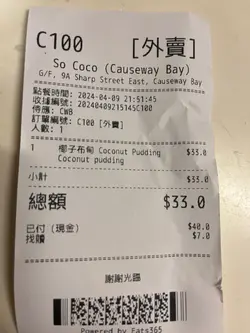 C100 [外賣]
So Coco (Causeway Bay)
G/F, 9A Sharp Street East, Causeway Bay
點餐時間: 2024-04-09 21:51:45
收據編號: 20240409215145C100
侍應: CWB
訂單編號: C100 [外賣]
人數: 1
1 椰子布甸 Coconut Pudding $33.0
Coconut pudding
小計 $33.0
總額 $33.0
已付 (現金) $40.0
找贖 $7.0
謝謝光臨
Powered by Eats365